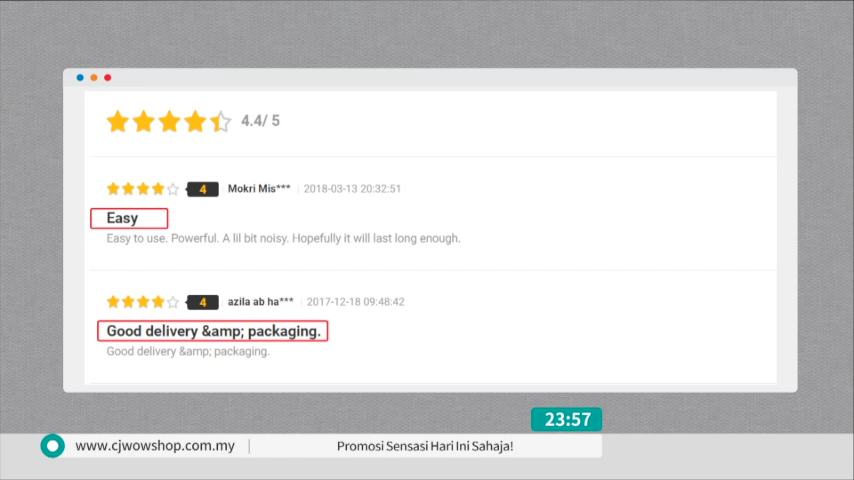 4.4/ 5
4 Mokri Mis*** 2018-03-13 20:32:51
Easy
Easy to use. Powerful. A lil bit noisy. Hopefully it will last long enough.
4 azila ab ha*** 2017-12-18 09:48:42
Good delivery &amp; packaging.
Good delivery &amp; packaging.
23:57
www.cjwowshop.com.my Promosi Sensasi Hari Ini Sahaja!